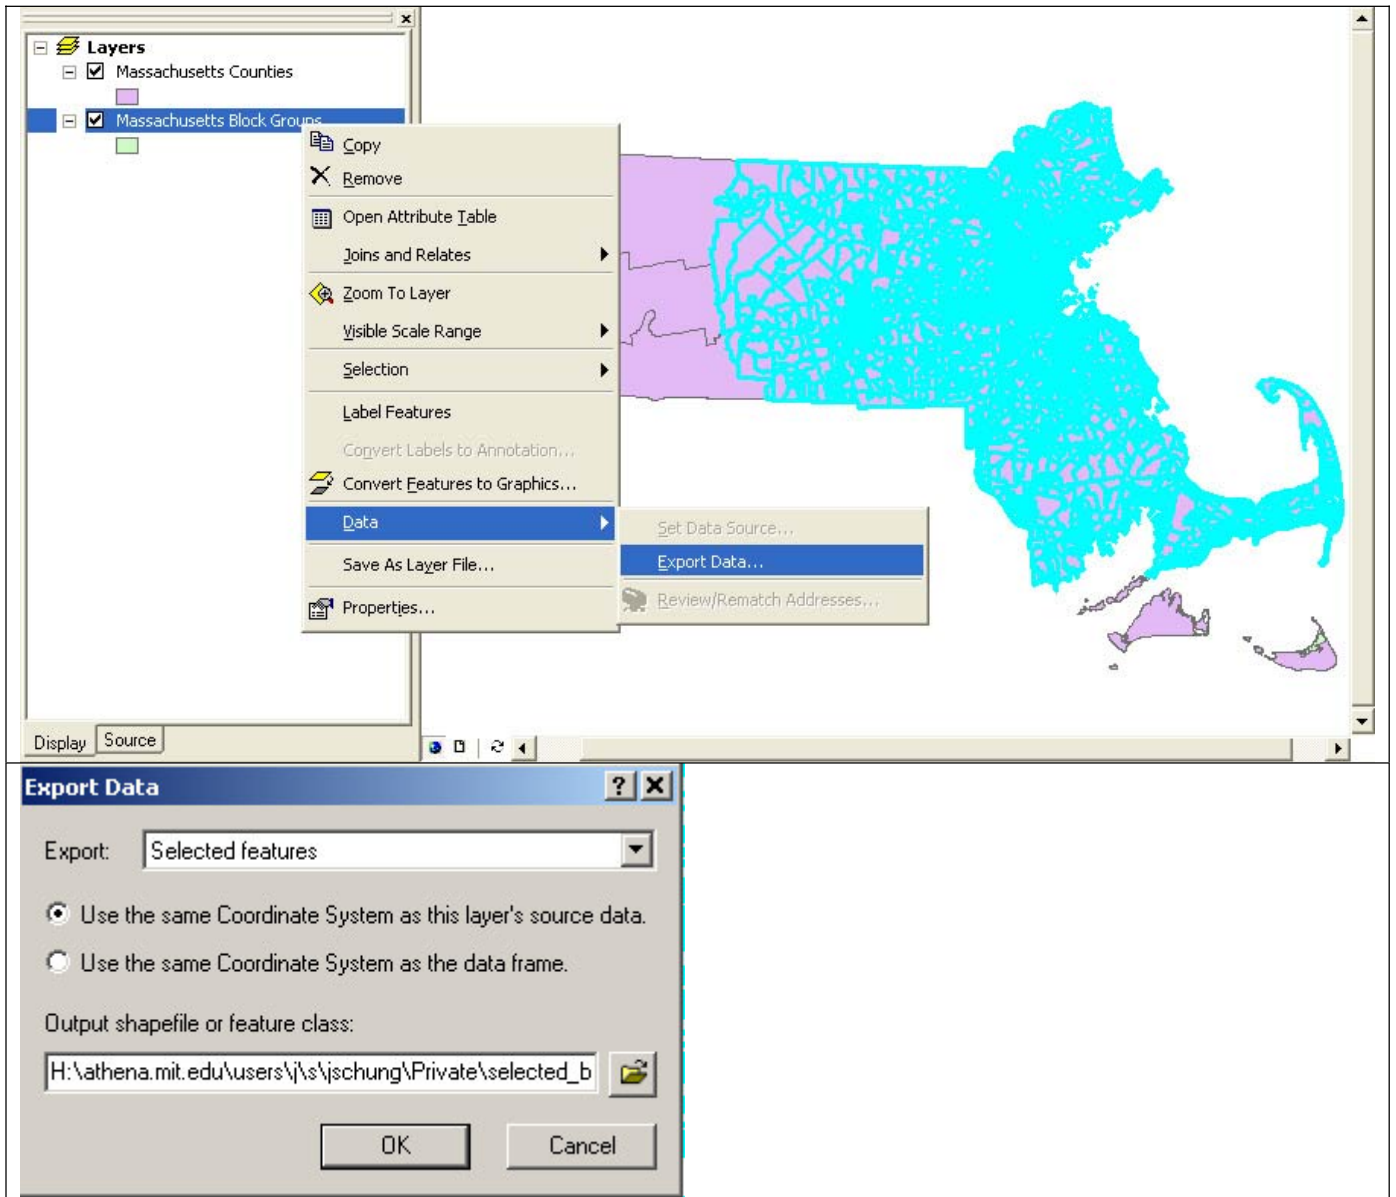 Layers
Massachusetts Counties
Massachusetts Block Groups
Copy
Remove
Open Attribute Table
Joins and Relates
Zoom To Layer
Visible Scale Range
Selection
Label Features
Convert Labels to Annotation...
Convert Features to Graphics...
Data
Save As Layer File...
Properties...
Set Data Source...
Export Data...
Review/Rematch Addresses...
Display
Source
Export Data
Export:
Selected features
Use the same Coordinate System as this layer's source data.
Use the same Coordinate System as the data frame.
Output shapefile or feature class:
H:\athena.mit.edu\users\j\s\jschung\Private\selected_b
OK
Cancel